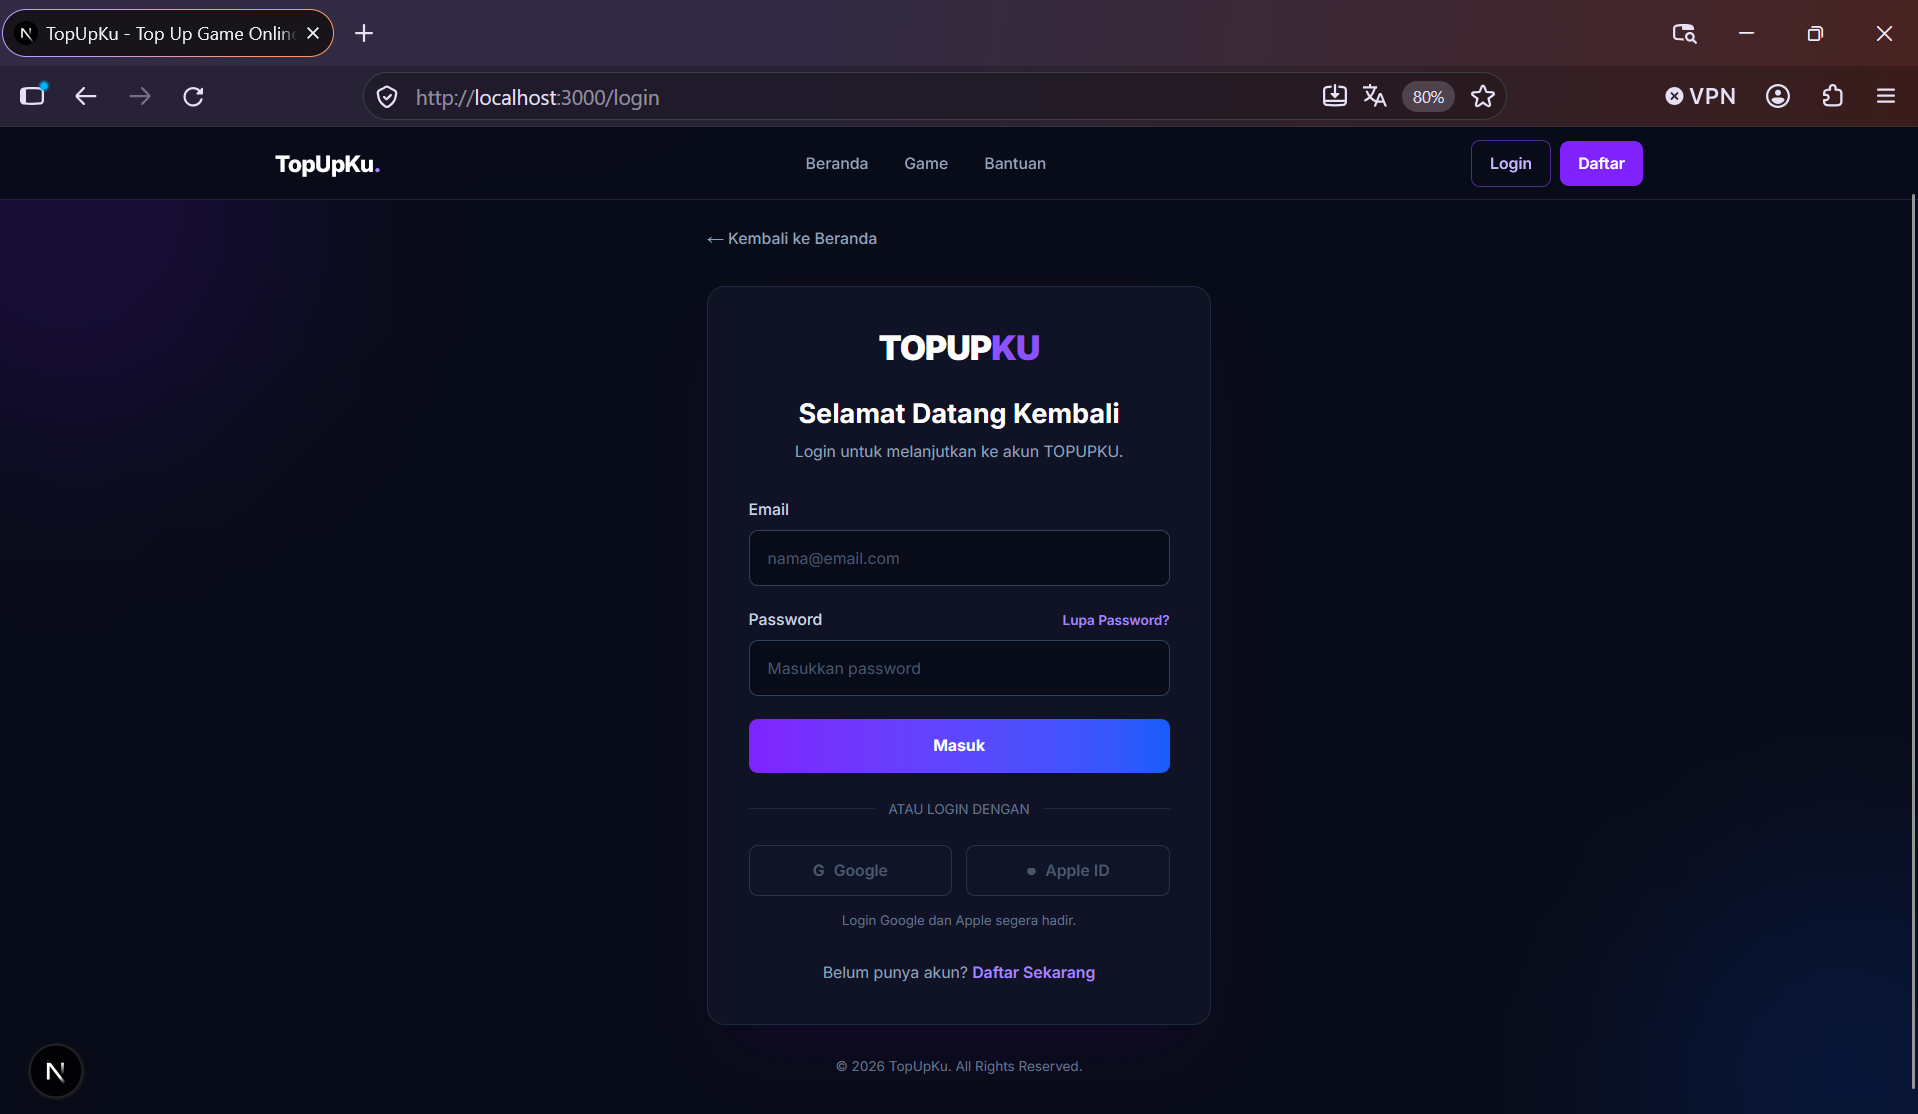 TopUpKu - Top Up Game Online
http://localhost:3000/login
80%
VPN
TopUpKu.
Beranda
Game
Bantuan
Login
Daftar
← Kembali ke Beranda
TOPUPKU
Selamat Datang Kembali
Login untuk melanjutkan ke akun TOPUPKU.
Email
nama@email.com
Password
Lupa Password?
Masukkan password
Masuk
ATAU LOGIN DENGAN
G Google
Apple ID
Login Google dan Apple segera hadir.
Belum punya akun? Daftar Sekarang
© 2026 TopUpKu. All Rights Reserved.
N